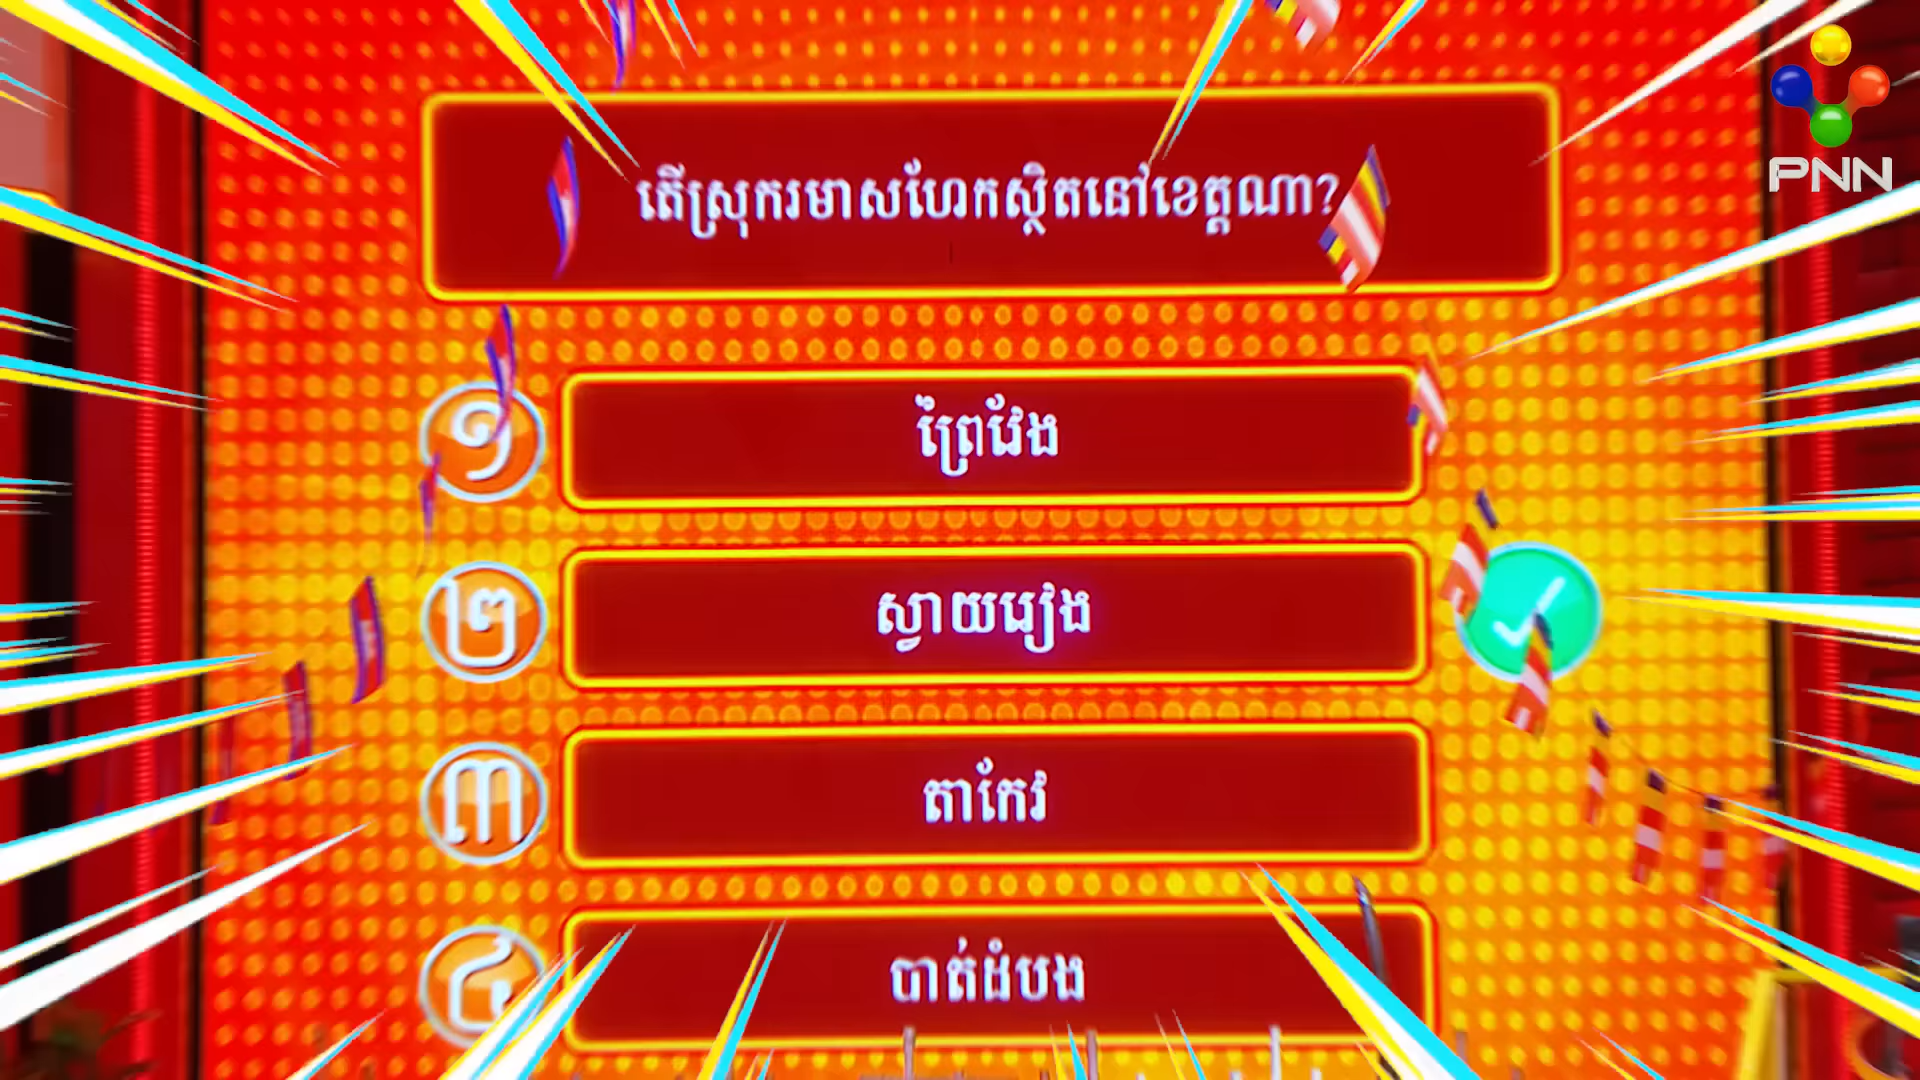 PNN
តើស្រុករមាសហែកស្ថិតនៅខេត្តណា?
១
ព្រៃវែង
២
ស្វាយរៀង
៣
តាកែវ
៤
បាត់ដំបង